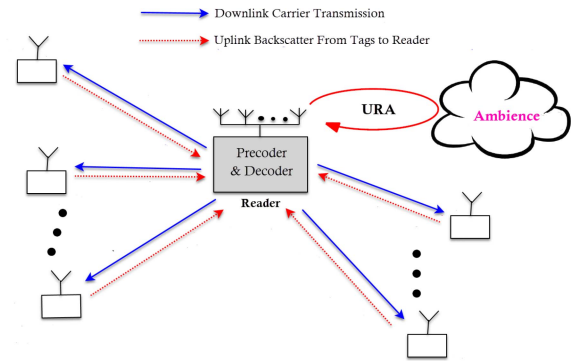 Downlink Carrier Transmission
Uplink Backscatter From Tags to Reader
URA
Ambience
Precoder
& Decoder
Reader